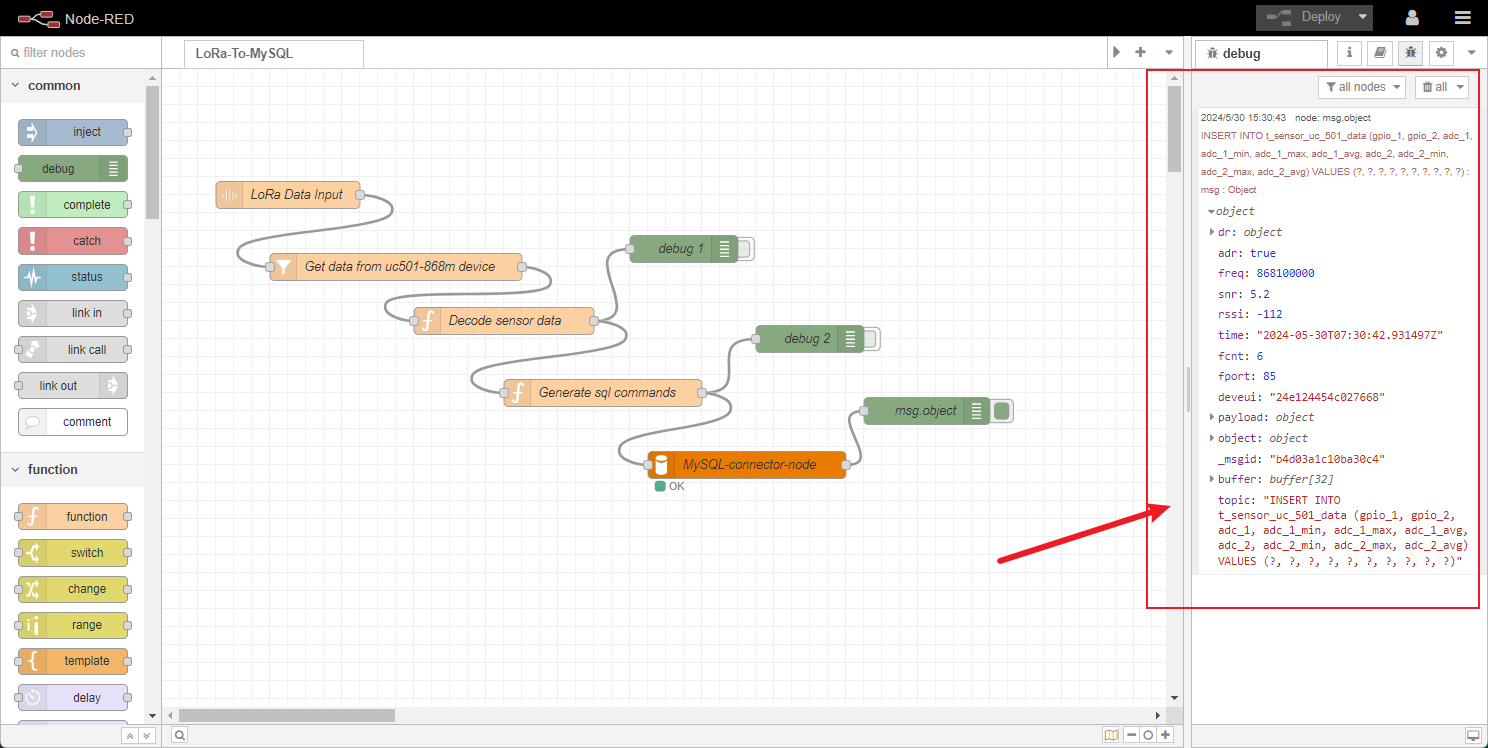 Node-RED
Deploy
filter nodes
LoRa-To-MySQL
debug
i
common
inject
debug
complete
catch
status
link in
link call
link out
comment
function
function
switch
change
range
template
delay
LoRa Data Input
Get data from uc501-868m device
Decode sensor data
Generate sql commands
debug 1
debug 2
msg.object
MySQL-connector-node
OK
all nodes
all
2024/5/30 15:30:43 node: msg.object
INSERT INTO t_sensor_uc_501_data (gpio_1, gpio_2, adc_1,
adc_1_min, adc_1_max, adc_1_avg, adc_2, adc_2_min,
adc_2_max, adc_2_avg) VALUES (?, ?, ?, ?, ?, ?, ?, ?, ?, ?) :
msg : Object
object
dr: object
adr: true
freq: 868100000
snr: 5.2
rssi: -112
time: "2024-05-30T07:30:42.931497Z"
fcnt: 6
fport: 85
deveui: "24e124454c027668"
payload: object
object: object
_msgid: "b4d03a1c10ba30c4"
buffer: buffer[32]
topic: "INSERT INTO
t_sensor_uc_501_data (gpio_1, gpio_2,
adc_1, adc_1_min, adc_1_max, adc_1_avg,
adc_2, adc_2_min, adc_2_max, adc_2_avg)
VALUES (?, ?, ?, ?, ?, ?, ?, ?, ?, ?)"